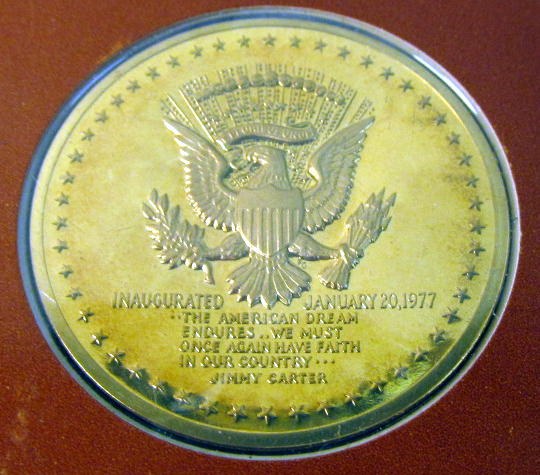 INAUGURATED JANUARY 20, 1977
"THE AMERICAN DREAM
ENDURES.. WE MUST
ONCE AGAIN HAVE FAITH
IN OUR COUNTRY...
JIMMY CARTER